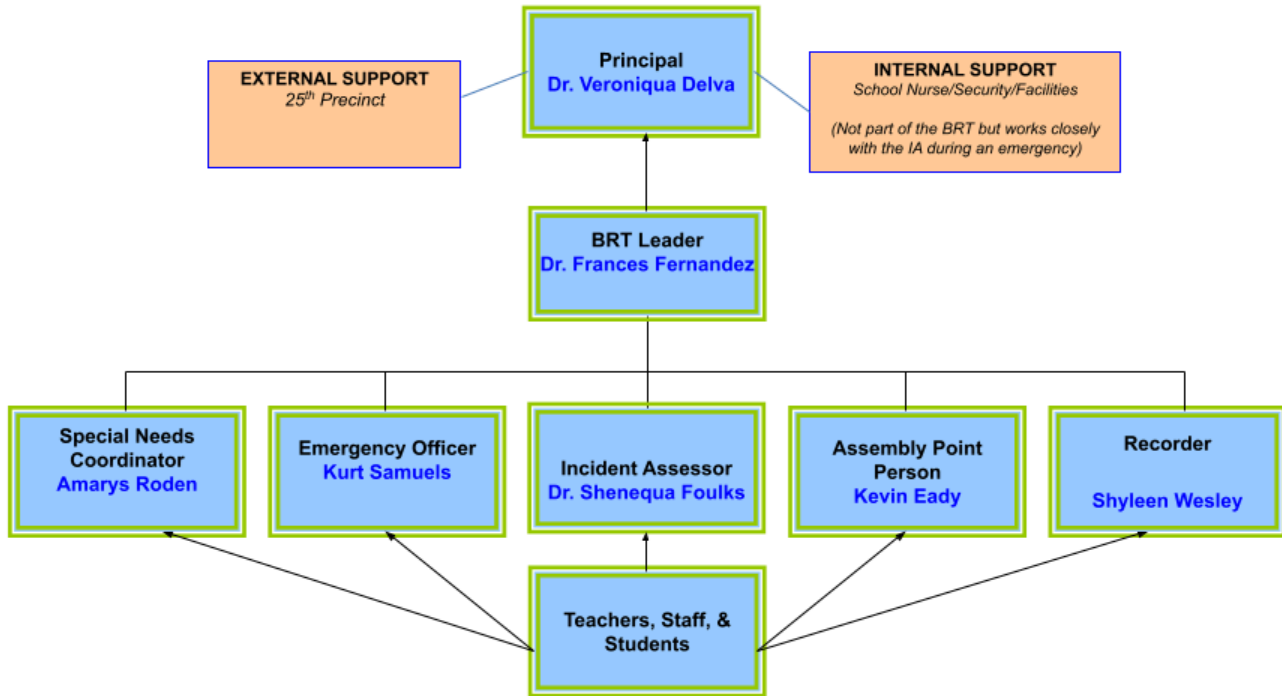 Principal
Dr. Veroniqua Delva
EXTERNAL SUPPORT
25th Precinct
INTERNAL SUPPORT
School Nurse/Security/Facilities
(Not part of the BRT but works closely
with the IA during an emergency)
BRT Leader
Dr. Frances Fernandez
Special Needs
Coordinator
Amarys Roden
Emergency Officer
Kurt Samuels
Incident Assessor
Dr. Shenequa Foulks
Assembly Point
Person
Kevin Eady
Recorder
Shyleen Wesley
Teachers, Staff, &
Students